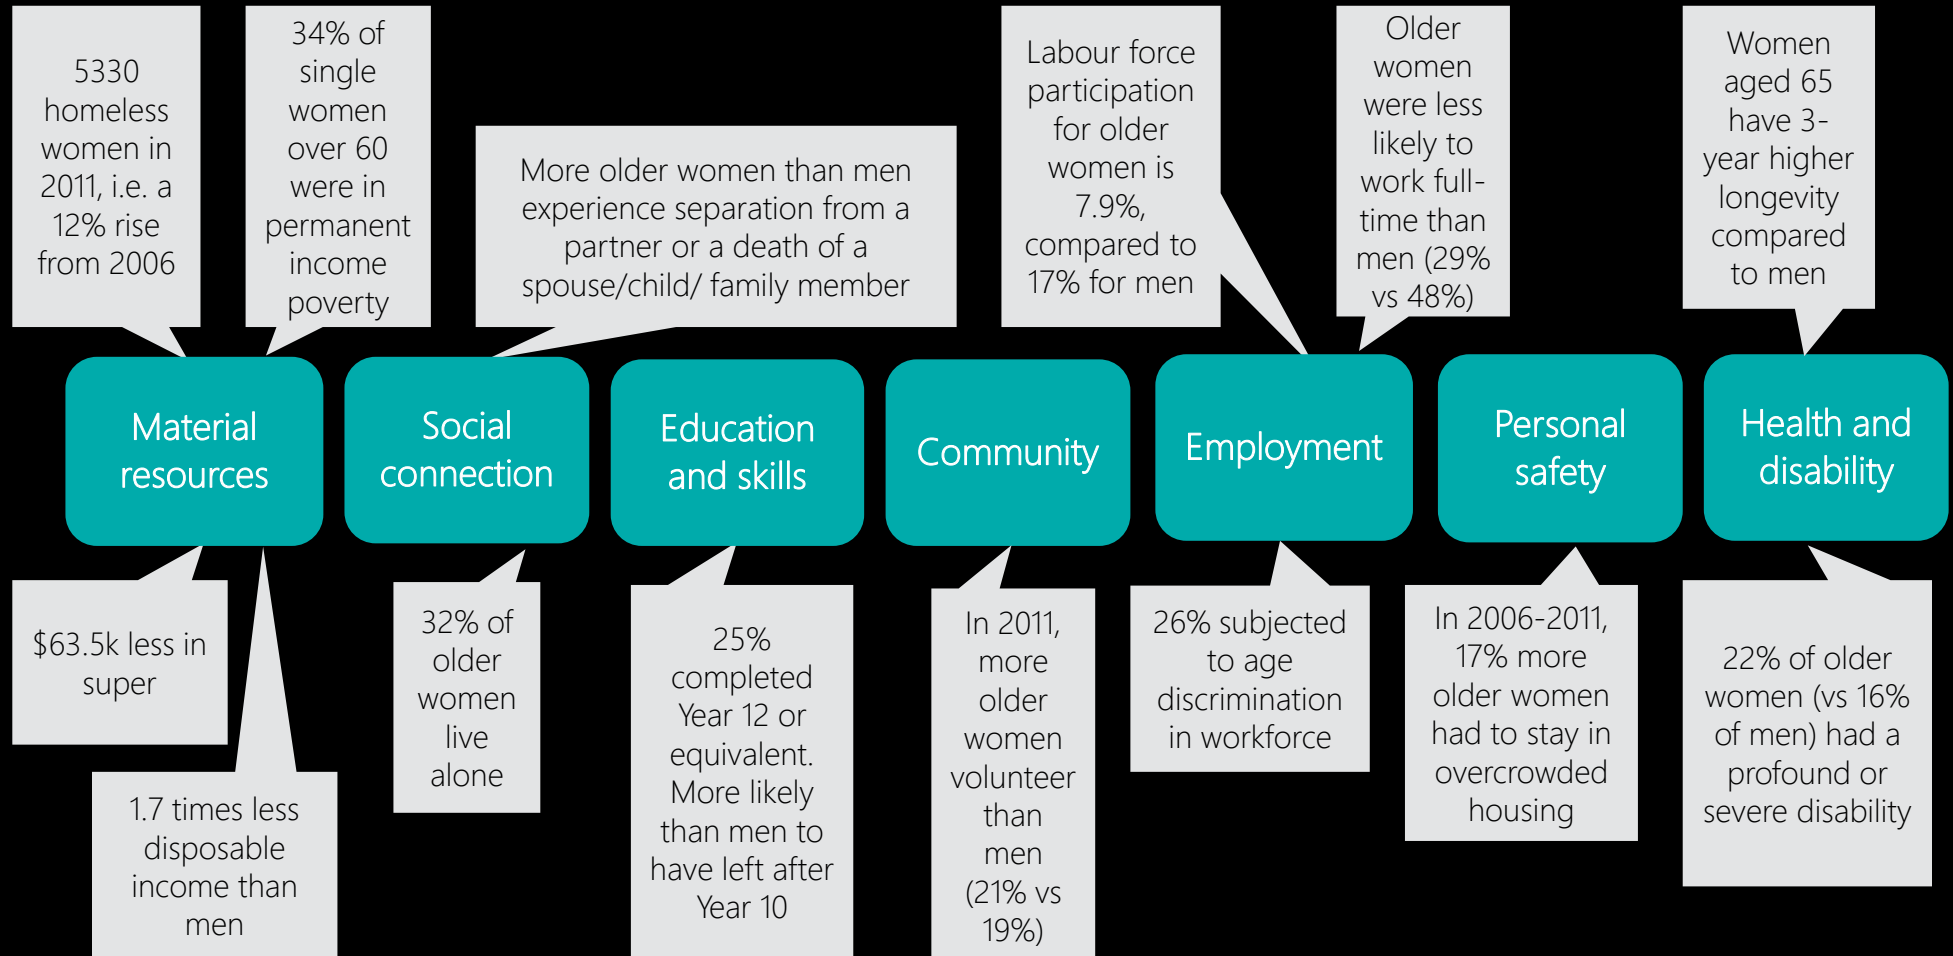 5330
homeless
women in
2011, i.e. a
12% rise
from 2006
34% of
single
women
over 60
were in
permanent
income
poverty
More older women than men
experience separation from a
partner or a death of a
spouse/child/ family member
Labour force
participation
for older
women is
7.9%,
compared to
17% for men
Older
women
were less
likely to
work full-
time than
men (29%
vs 48%)
Women
aged 65
have 3-
year higher
longevity
compared
to men
Material
resources
Social
connection
Education
and skills
Community
Employment
Personal
safety
Health and
disability
$63.5k less in
super
1.7 times less
disposable
income than
men
32% of
older
women
live
alone
25%
completed
Year 12 or
equivalent.
More likely
than men to
have left after
Year 10
In 2011,
more
older
women
volunteer
than
men
(21% vs
19%)
26% subjected
to age
discrimination
in workforce
In 2006-2011,
17% more
older women
had to stay in
overcrowded
housing
22% of older
women (vs 16%
of men) had a
profound or
severe disability